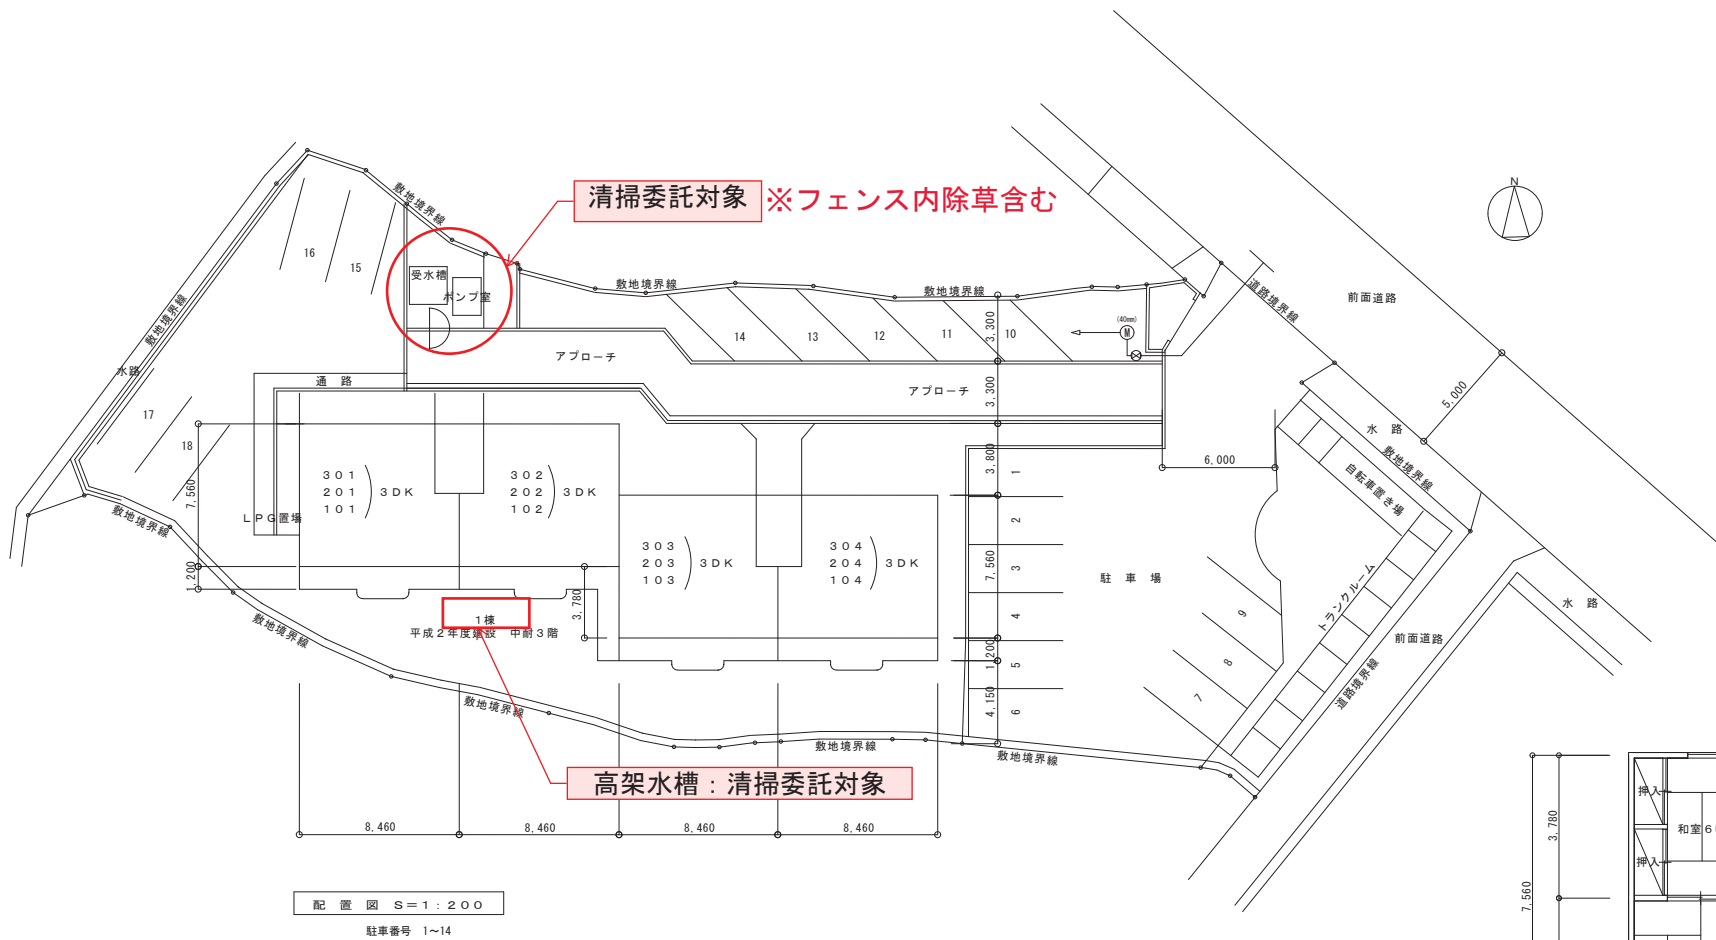 清掃委託対象 ※フェンス内除草含む
N
敷地境界線
16
15
受水槽
ポンプ室
敷地境界線
敷地境界線
道路境界線
前面道路
敷地境界線
水路
14
13
12
11
10
3,300
(40mm)
M
アプローチ
アプローチ
通 路
3,300
5,000
17
18
水 路
敷地境界線
自転車置き場
3,800
6,000
7,560
301
201
101
3DK
302
202
102
3DK
303
203
103
3DK
304
204
104
3DK
LPG置場
敷地境界線
1
2
3
4
5
6
7,560
駐 車 場
トランクルーム
9
8
7
水 路
前面道路
道路境界線
1,200
3,780
1棟
平成2年度建設 中耐3階
敷地境界線
1,200
4,150
敷地境界線
敷地境界線
敷地境界線
高架水槽:清掃委託対象
8,460
8,460
8,460
8,460
押入
和室6
押入
3,780
7,560
配 置 図 S=1:200
駐車番号 1~14